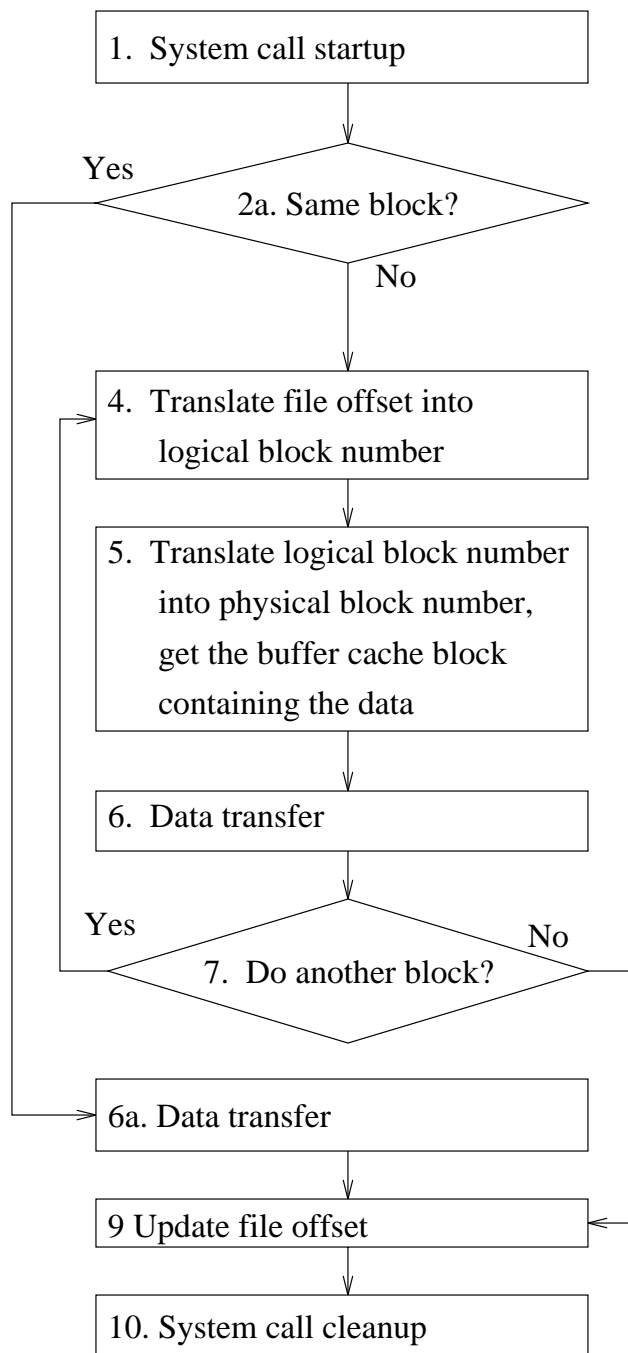 1. System call startup
Yes
2a. Same block?
No
4. Translate file offset into
logical block number
5. Translate logical block number
into physical block number,
get the buffer cache block
containing the data
6. Data transfer
Yes
No
7. Do another block?
6a. Data transfer
9 Update file offset
10. System call cleanup